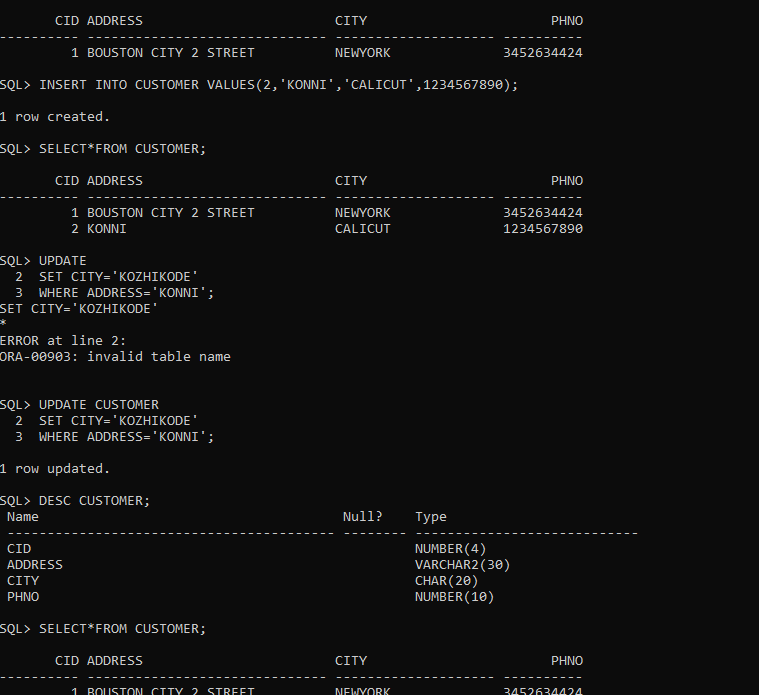 CID ADDRESS                        CITY                       PHNO
---------- ------------------------------ -------------------- ----------
         1 BOUSTON CITY 2 STREET          NEWYORK              3452634424
SQL> INSERT INTO CUSTOMER VALUES(2,'KONNI','CALICUT',1234567890);
1 row created.
SQL> SELECT*FROM CUSTOMER;
       CID ADDRESS                        CITY                       PHNO
---------- ------------------------------ -------------------- ----------
         1 BOUSTON CITY 2 STREET          NEWYORK              3452634424
         2 KONNI                          CALICUT              1234567890
SQL> UPDATE
  2  SET CITY='KOZHIKODE'
  3  WHERE ADDRESS='KONNI';
SET CITY='KOZHIKODE'
*
ERROR at line 2:
ORA-00903: invalid table name
SQL> UPDATE CUSTOMER
  2  SET CITY='KOZHIKODE'
  3  WHERE ADDRESS='KONNI';
1 row updated.
SQL> DESC CUSTOMER;
 Name                                      Null?    Type
 ----------------------------------------- -------- ----------------------------
 CID                                                NUMBER(4)
 ADDRESS                                            VARCHAR2(30)
 CITY                                               CHAR(20)
 PHNO                                               NUMBER(10)
SQL> SELECT*FROM CUSTOMER;
       CID ADDRESS                        CITY                       PHNO
---------- ------------------------------ -------------------- ----------
         1 BOUSTON CITY 2 STREET          NEWYORK              3452634424